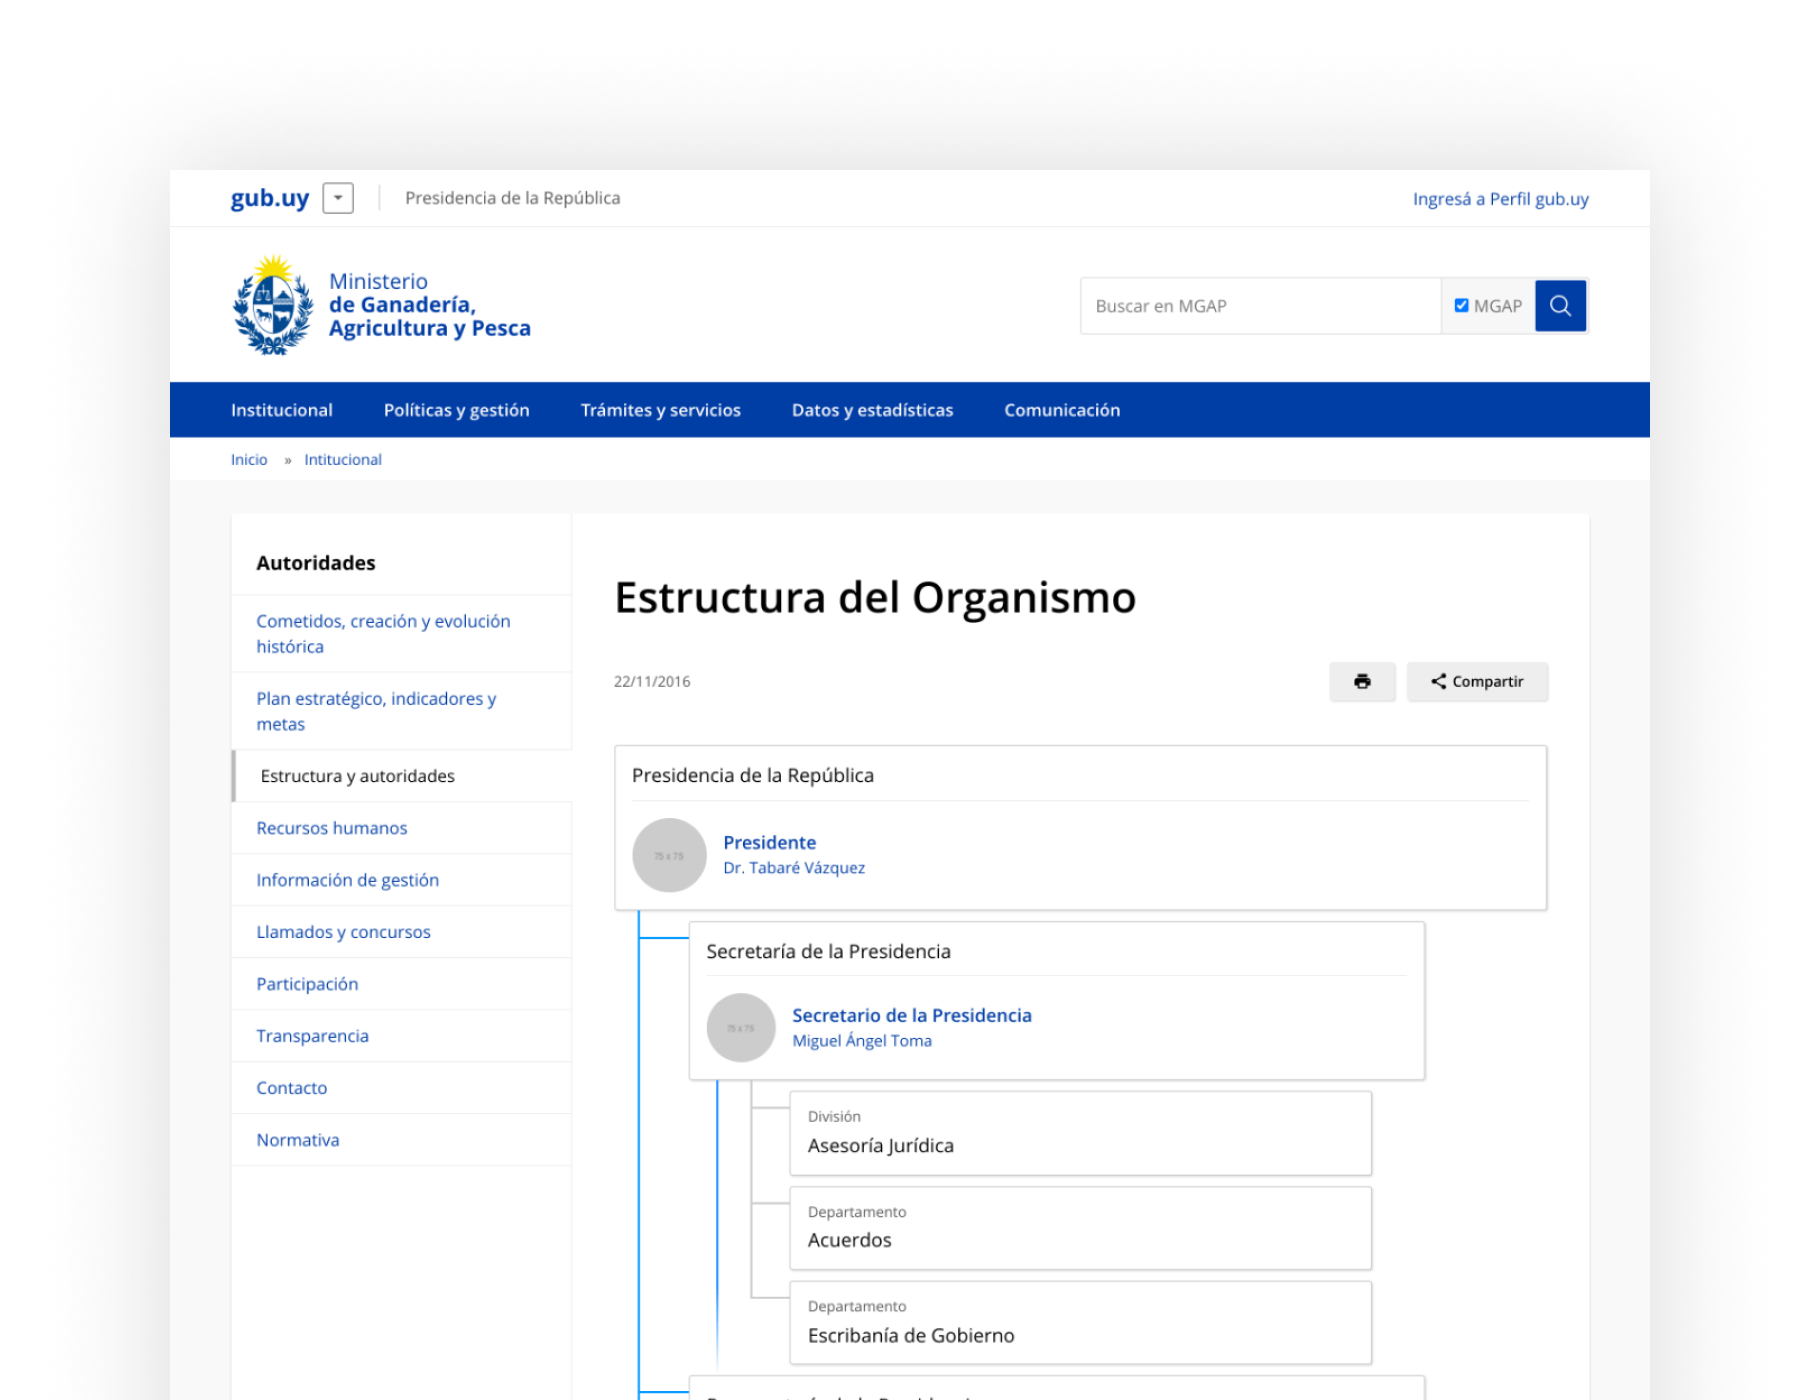 gub.uy
Presidencia de la República
Ingresá a Perfil gub.uy
Ministerio
de Ganadería,
Agricultura y Pesca
Buscar en MGAP
MGAP
Institucional
Políticas y gestión
Trámites y servicios
Datos y estadísticas
Comunicación
Inicio » Intitucional
Autoridades
Cometidos, creación y evolución
histórica
Plan estratégico, indicadores y
metas
Estructura y autoridades
Recursos humanos
Información de gestión
Llamados y concursos
Participación
Transparencia
Contacto
Normativa
Estructura del Organismo
22/11/2016
Compartir
Presidencia de la República
75 x 75
Presidente
Dr. Tabaré Vázquez
Secretaría de la Presidencia
75 x 75
Secretario de la Presidencia
Miguel Ángel Toma
División
Asesoría Jurídica
Departamento
Acuerdos
Departamento
Escribanía de Gobierno